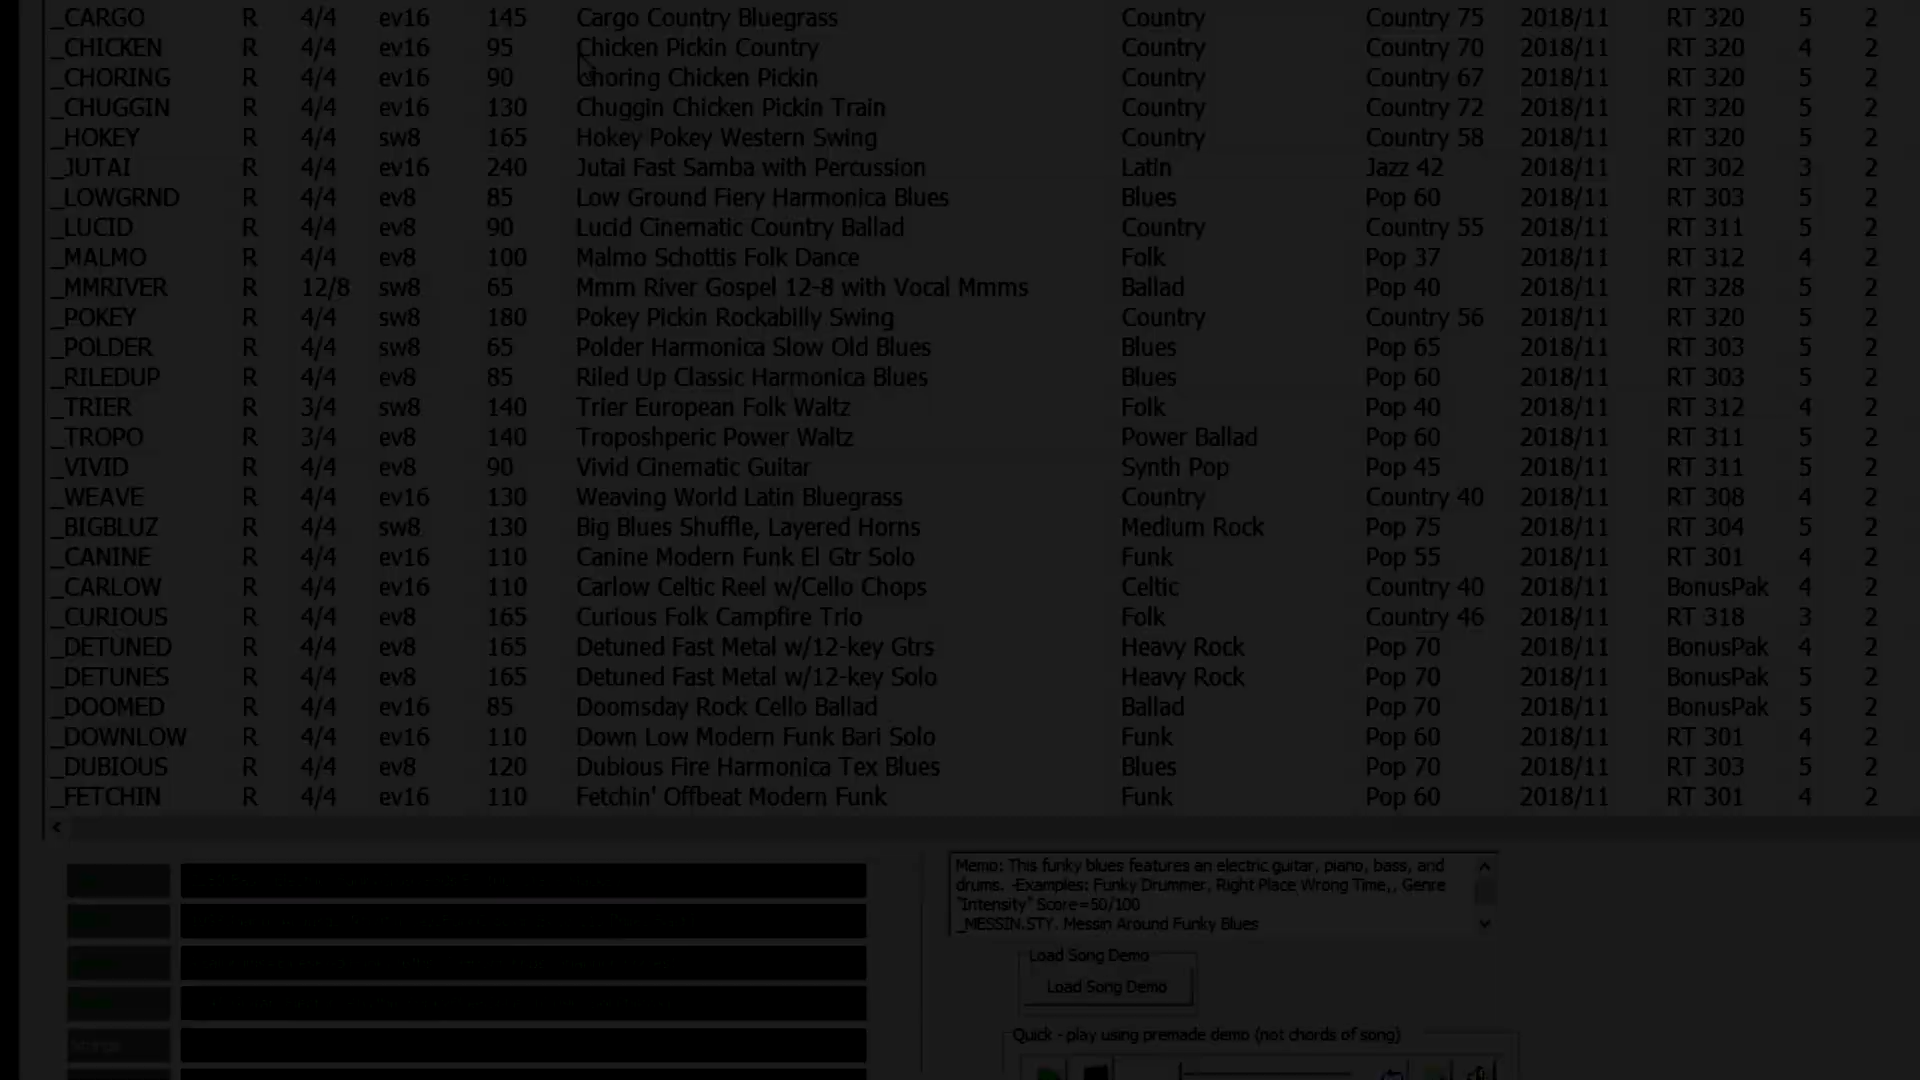 _CARGO R 4/4 ev16 145 Cargo Country Bluegrass Country Country 75 2018/11 RT 320 5 2
_CHICKEN R 4/4 ev16 95 Chicken Pickin Country Country Country 70 2018/11 RT 320 4 2
_CHORING R 4/4 ev16 90 Choring Chicken Pickin Country Country 67 2018/11 RT 320 5 2
_CHUGGIN R 4/4 ev16 130 Chuggin Chicken Pickin Train Country Country 72 2018/11 RT 320 5 2
_HOKEY R 4/4 sw8 165 Hokey Pokey Western Swing Country Country 58 2018/11 RT 320 5 2
_JUTAI R 4/4 ev16 240 Jutai Fast Samba with Percussion Latin Jazz 42 2018/11 RT 302 3 2
_LOWGRND R 4/4 ev8 85 Low Ground Fiery Harmonica Blues Blues Pop 60 2018/11 RT 303 5 2
_LUCID R 4/4 ev8 90 Lucid Cinematic Country Ballad Country Country 55 2018/11 RT 311 5 2
_MALMO R 4/4 ev8 100 Malmo Schottis Folk Dance Folk Pop 37 2018/11 RT 312 4 2
_MMRIVER R 12/8 sw8 65 Mmm River Gospel 12-8 with Vocal Mmms Ballad Pop 40 2018/11 RT 328 5 2
_POKEY R 4/4 sw8 180 Pokey Pickin Rockabilly Swing Country Country 56 2018/11 RT 320 5 2
_POLDER R 4/4 sw8 65 Polder Harmonica Slow Old Blues Blues Pop 65 2018/11 RT 303 5 2
_RILEDUP R 4/4 ev8 85 Riled Up Classic Harmonica Blues Blues Pop 60 2018/11 RT 303 5 2
_TRIER R 3/4 sw8 140 Trier European Folk Waltz Folk Pop 40 2018/11 RT 312 4 2
_TROPO R 3/4 ev8 140 Troposhperic Power Waltz Power Ballad Pop 60 2018/11 RT 311 5 2
_VIVID R 4/4 ev8 90 Vivid Cinematic Guitar Synth Pop Pop 45 2018/11 RT 311 5 2
_WEAVE R 4/4 ev16 130 Weaving World Latin Bluegrass Country Country 40 2018/11 RT 308 4 2
_BIGBLUZ R 4/4 sw8 130 Big Blues Shuffle, Layered Horns Medium Rock Pop 75 2018/11 RT 304 5 2
_CANINE R 4/4 ev16 110 Canine Modern Funk El Gtr Solo Funk Pop 55 2018/11 RT 301 4 2
_CARLOW R 4/4 ev16 110 Carlow Celtic Reel w/Cello Chops Celtic Country 40 2018/11 BonusPak 4 2
_CURIOUS R 4/4 ev8 165 Curious Folk Campfire Trio Folk Country 46 2018/11 RT 318 3 2
_DETUNED R 4/4 ev8 165 Detuned Fast Metal w/12-key Gtrs Heavy Rock Pop 70 2018/11 BonusPak 4 2
_DETUNES R 4/4 ev8 165 Detuned Fast Metal w/12-key Solo Heavy Rock Pop 70 2018/11 BonusPak 5 2
_DOOMED R 4/4 ev16 85 Doomsday Rock Cello Ballad Ballad Pop 70 2018/11 BonusPak 5 2
_DOWNLOW R 4/4 ev16 110 Down Low Modern Funk Bari Solo Funk Pop 60 2018/11 RT 301 4 2
_DUBIOUS R 4/4 ev8 120 Dubious Fire Harmonica Tex Blues Blues Pop 70 2018/11 RT 303 5 2
_FETCHIN R 4/4 ev16 110 Fetchin' Offbeat Modern Funk Funk Pop 60 2018/11 RT 301 4 2
Memo: This funky blues features an electric guitar, piano, bass, and
drums. -Examples: Funky Drummer, Right Place Wrong Time,, Genre
"Intensity" Score=50/100
_MESSIN.STY. Messin Around Funky Blues
Load Song Demo
Load Song Demo
Quick - play using premade demo (not chords of song)